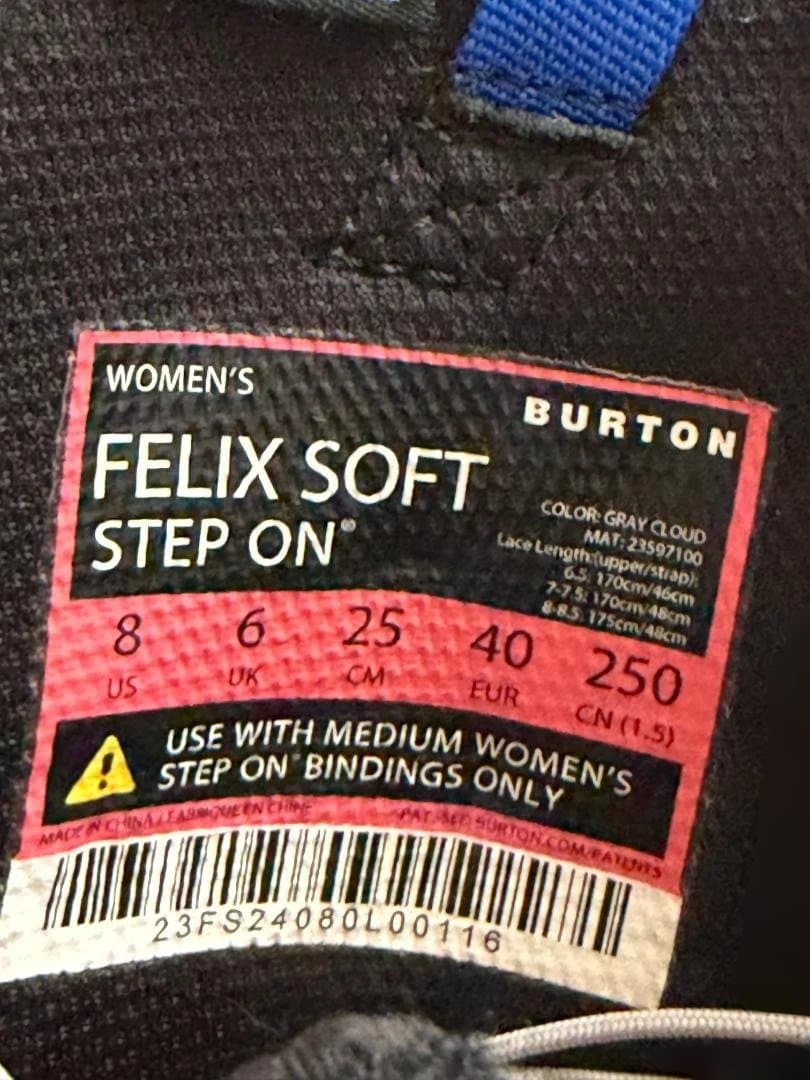 WOMEN'S
BURTON
FELIX SOFT
STEP ON®
COLOR: GRAY CLOUD
MAT: 23597100
Lace Length:(upper/strap):
6.5: 170cm/46cm
7-7.5: 170cm/48cm
8-8.5: 175cm/48cm
8 6 25 40 250
US UK CM EUR CN (1.5)
USE WITH MEDIUM WOMEN'S
STEP ON® BINDINGS ONLY
MADE IN CHINA / FABRIQUE EN CHINE
PAT.-SEE BURTON.COM/PATENTS
23FS24080L00116